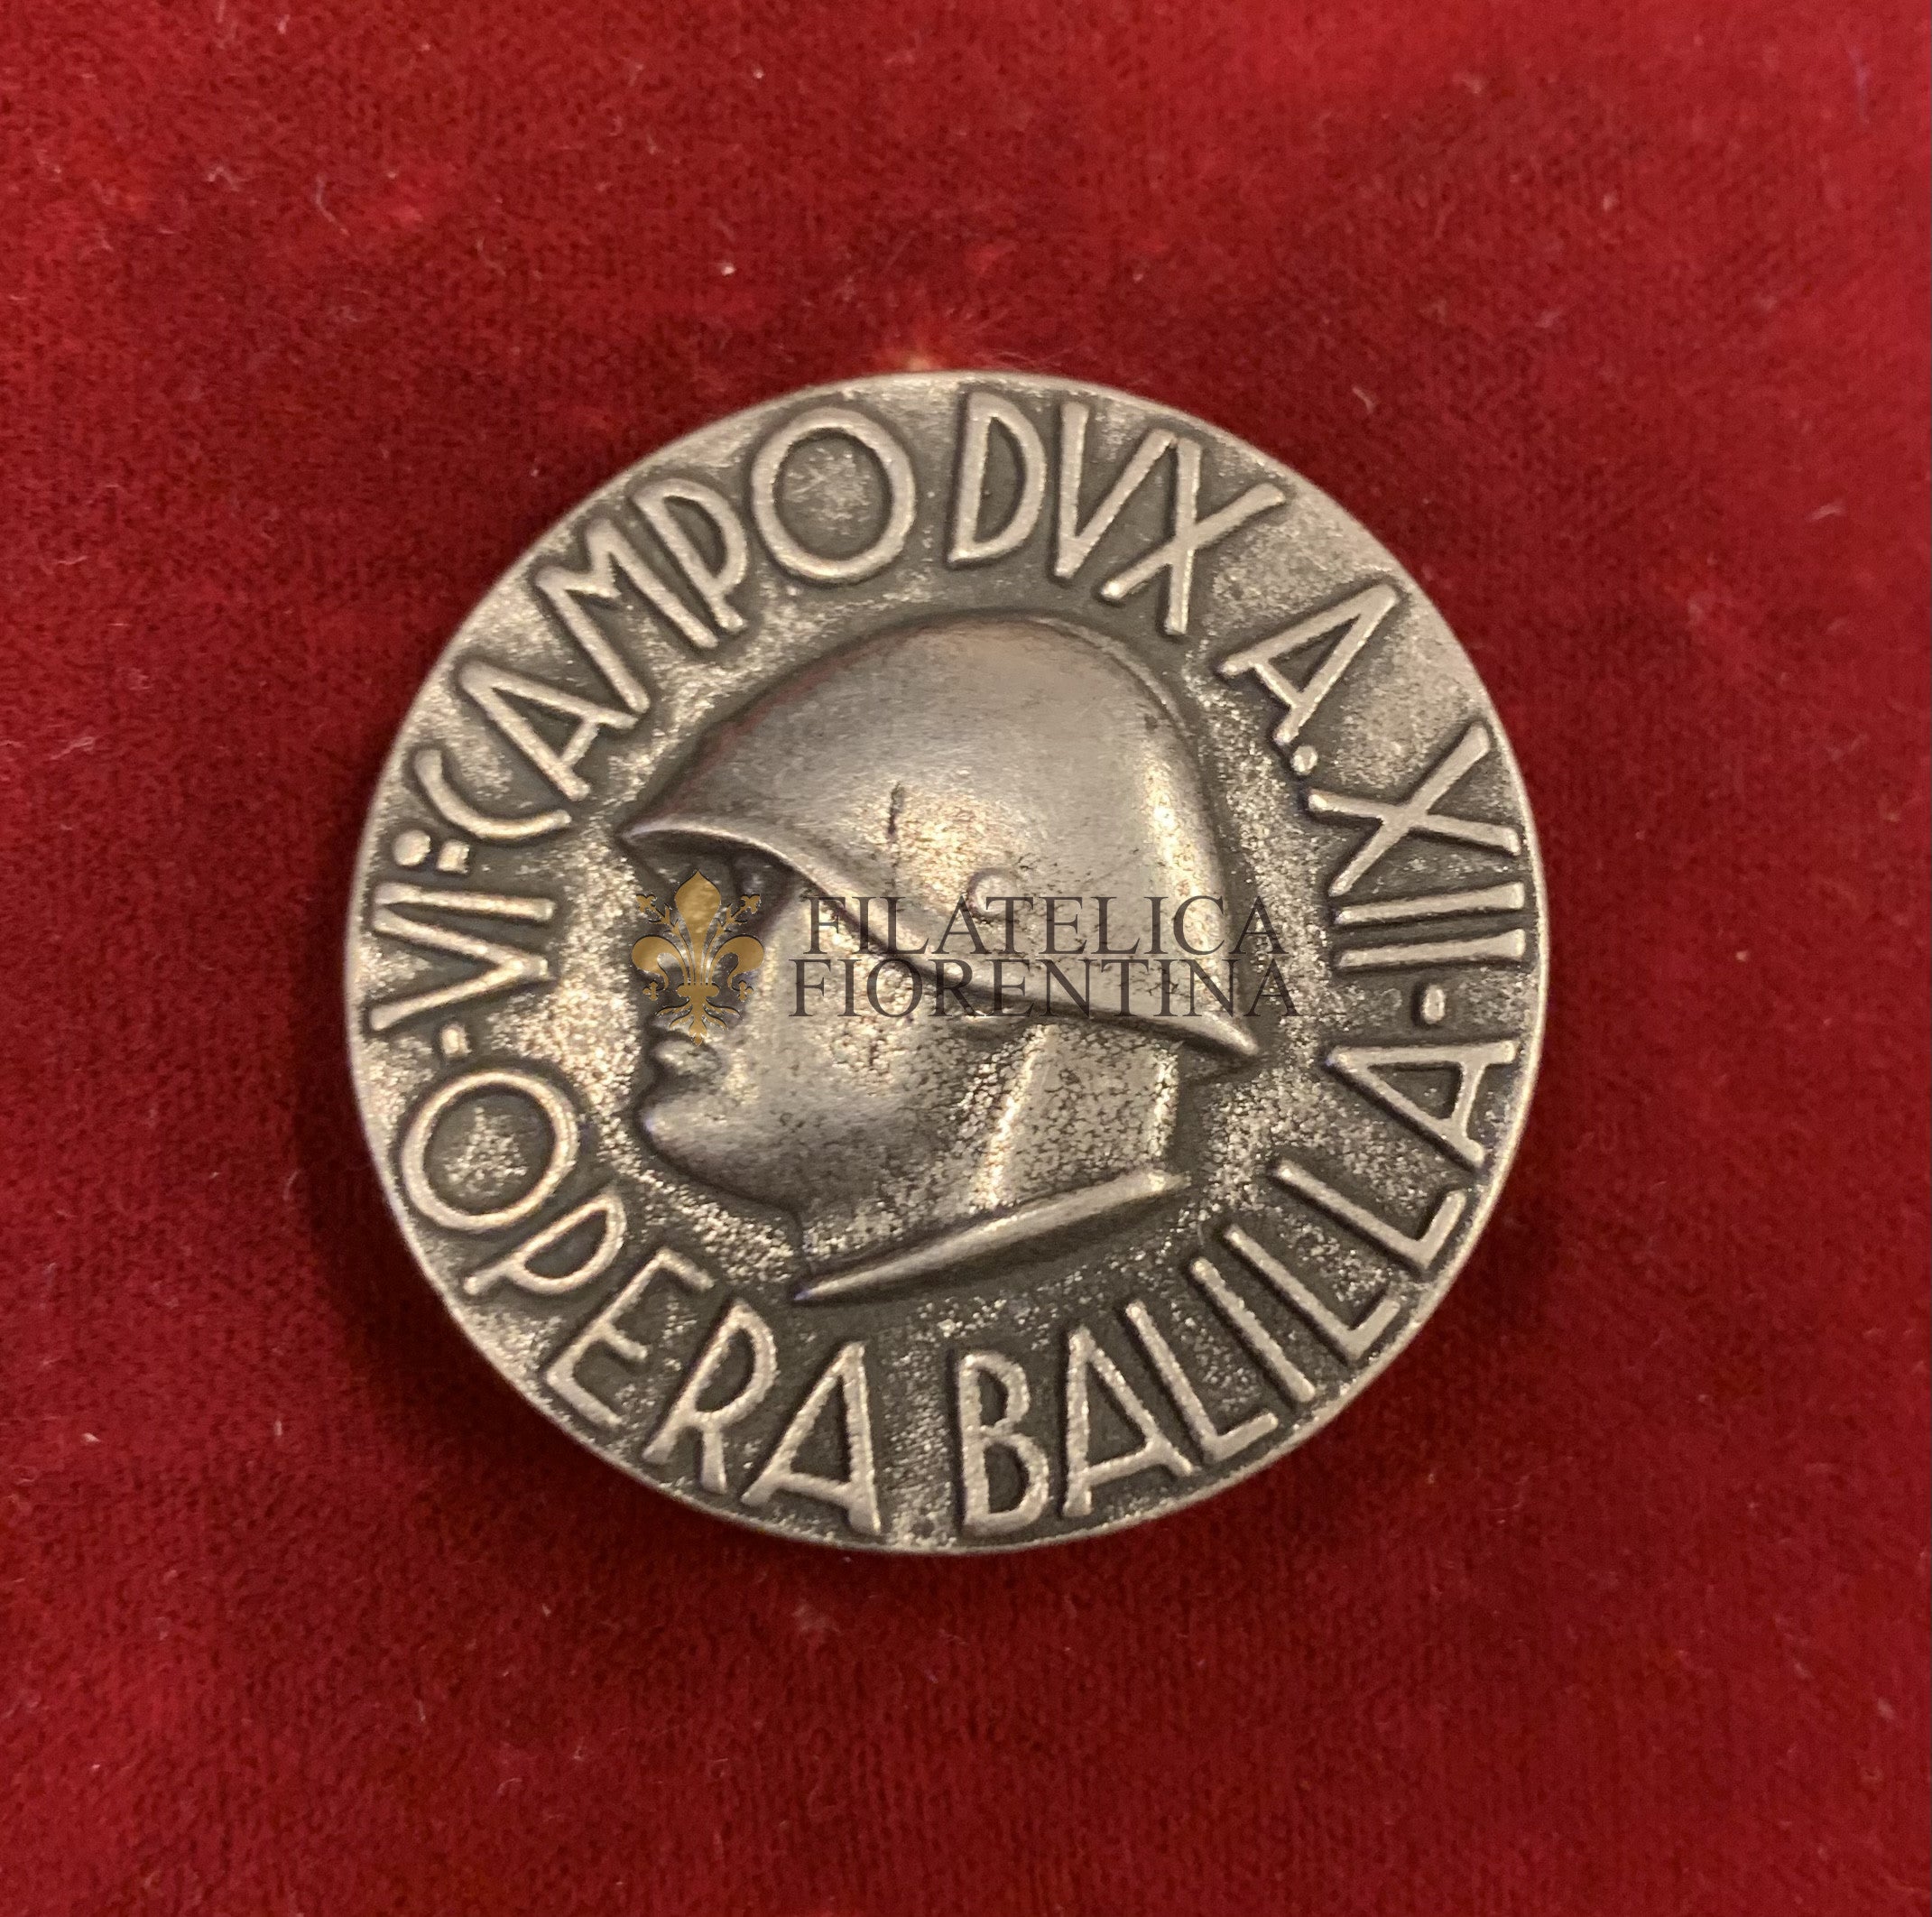 VI° CAMPO DVX A. XII - OPERA BALILLA -
FILATELICA
FIORENTINA